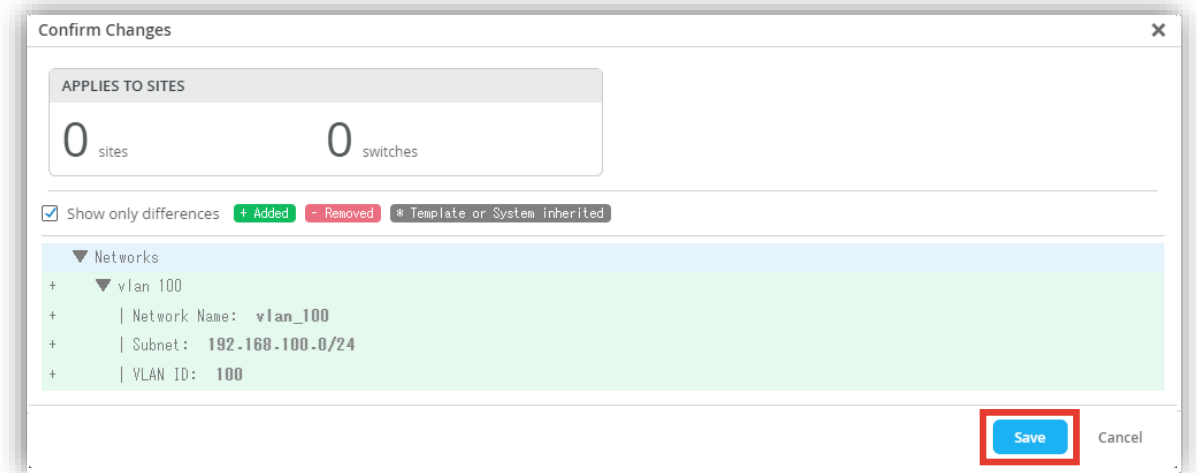 Confirm Changes
APPLIES TO SITES
0 sites 0 switches
Show only differences + Added - Removed * Template or System inherited
Networks
+ vlan 100
+ | Network Name: vlan_100
+ | Subnet: 192.168.100.0/24
+ | VLAN ID: 100
Save Cancel